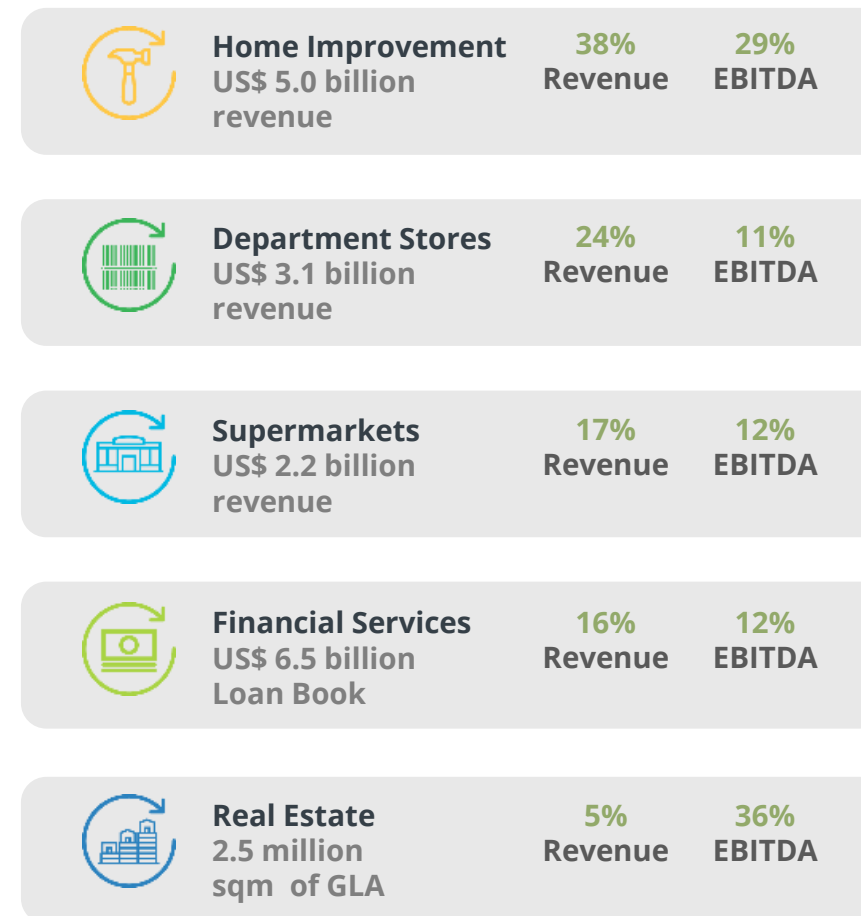 Home Improvement
US$ 5.0 billion
revenue
38%
Revenue
29%
EBITDA
Department Stores
US$ 3.1 billion
revenue
24%
Revenue
11%
EBITDA
Supermarkets
US$ 2.2 billion
revenue
17%
Revenue
12%
EBITDA
Financial Services
US$ 6.5 billion
Loan Book
16%
Revenue
12%
EBITDA
Real Estate
2.5 million
sqm  of GLA
5%
Revenue
36%
EBITDA